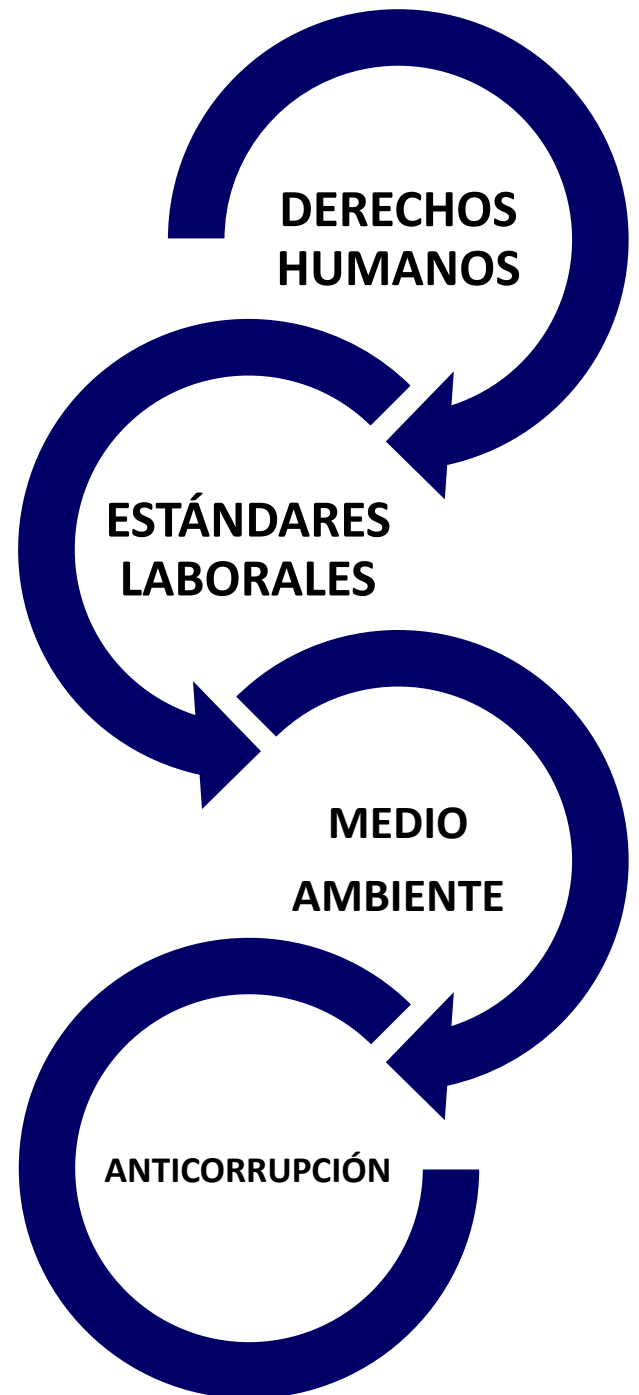 DERECHOS
HUMANOS
ESTÁNDARES
LABORALES
MEDIO
AMBIENTE
ANTICORRUPCIÓN